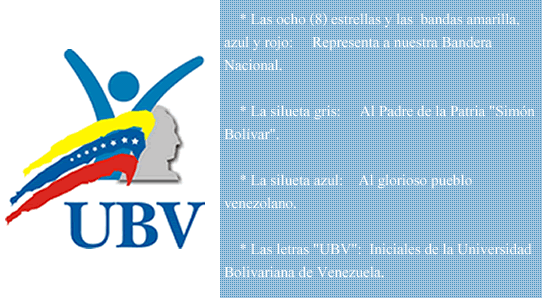 * Las ocho (8) estrellas y las bandas amarilla,
azul y rojo: Representa a nuestra Bandera
Nacional.
* La silueta gris: Al Padre de la Patria "Simón
Bolívar".
* La silueta azul: Al glorioso pueblo
venezolano.
* Las letras "UBV": Iniciales de la Universidad
Bolivariana de Venezuela.
UBV